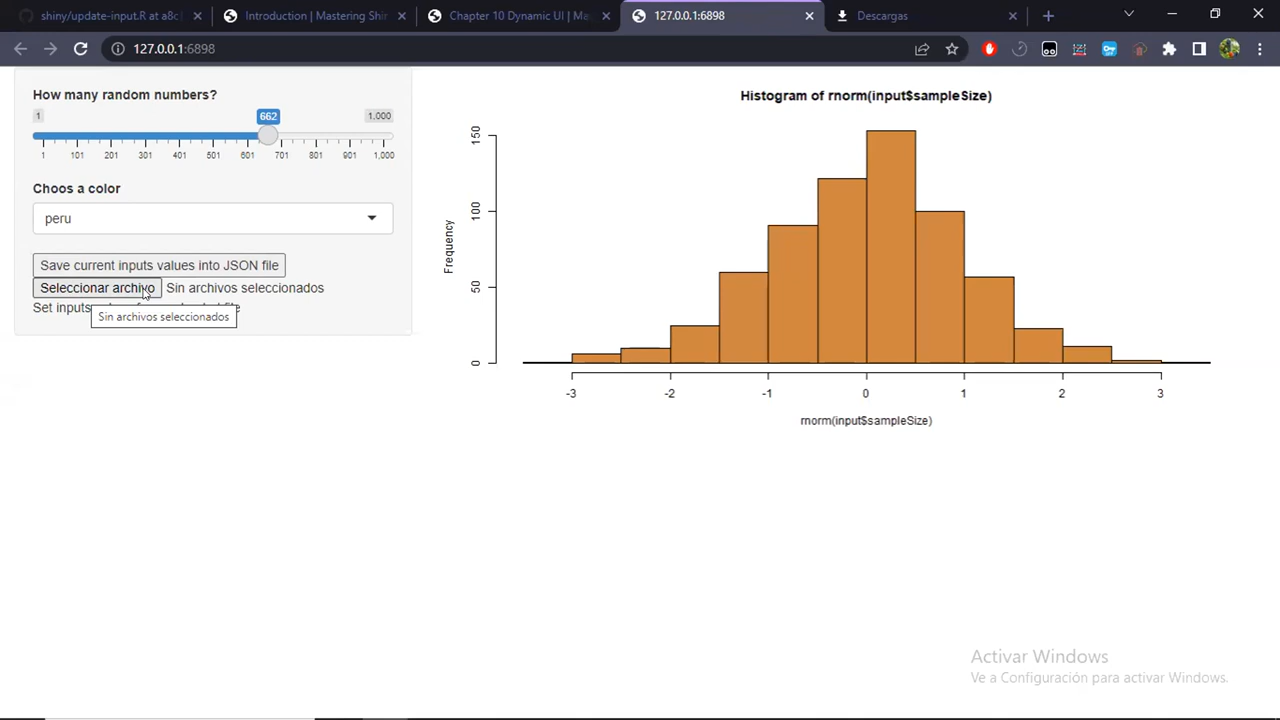 shiny/update-input.R at a8c
Introduction | Mastering Shi
Chapter 10 Dynamic UI | Ma
127.0.0.1:6898
Descargas
127.0.0.1:6898
How many random numbers?
1
662
1,000
1 101 201 301 401 501 601 701 801 901 1,000
Choos a color
peru
Save current inputs values into JSON file
Seleccionar archivo Sin archivos seleccionados
Set inputs
Sin archivos seleccionados
Histogram of rnorm(input$sampleSize)
Frequency
150
100
50
0
-3 -2 -1 0 1 2 3
rnorm(input$sampleSize)
Activar Windows
Ve a Configuración para activar Windows.